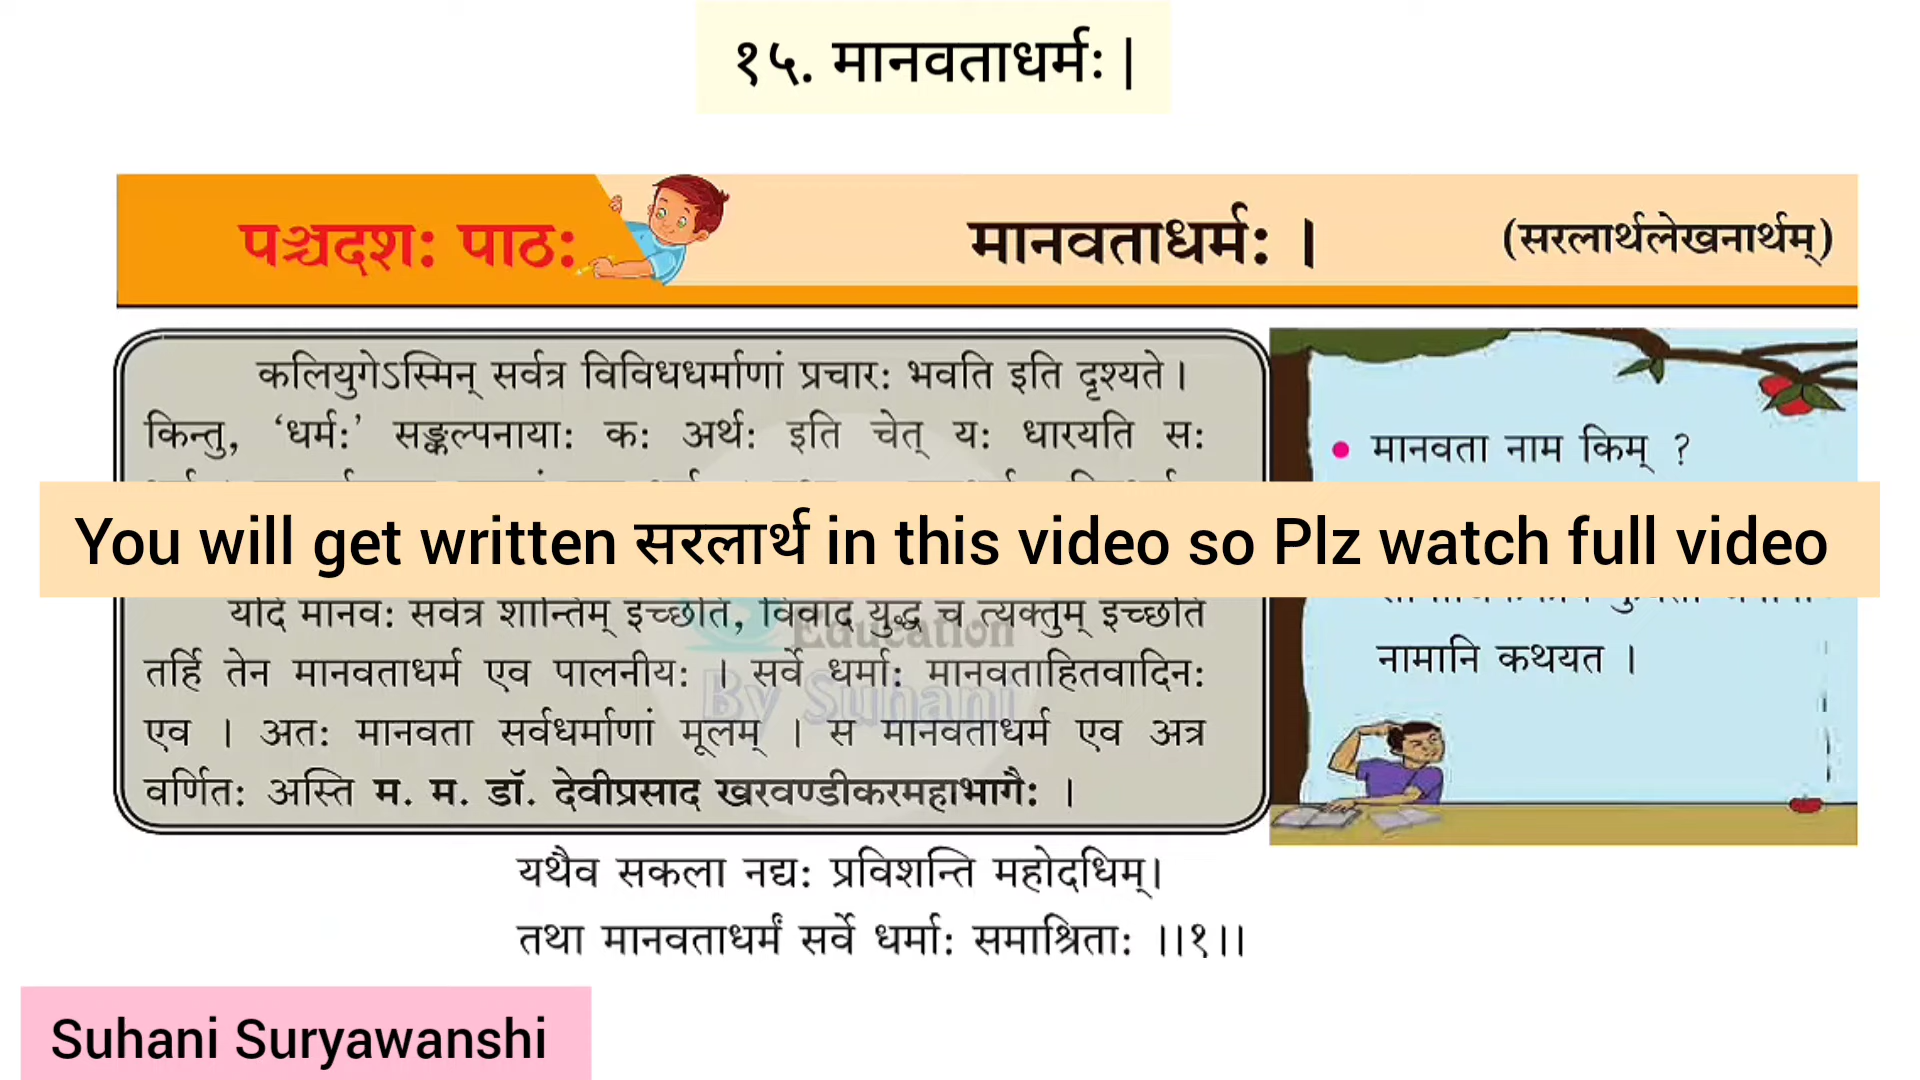 १५. मानवताधर्मः |
पञ्चदशः पाठः
मानवताधर्मः ।
(सरलार्थलेखनार्थम्)
कलियुगेऽस्मिन् सर्वत्र विविधधर्माणां प्रचारः भवति इति दृश्यते।
किन्तु, ‘धर्मः’ सङ्कल्पनायाः कः अर्थः इति चेत् यः धारयति सः
You will get written सरलार्थ in this video so Plz watch full video
यदि मानवः सर्वत्र शान्तिम् इच्छति, विवादं युद्धं च त्यक्तुम् इच्छति
तर्हि तेन मानवताधर्म एव पालनीयः । सर्वे धर्माः मानवताहितवादिनः
एव । अतः मानवता सर्वधर्माणां मूलम् । स मानवताधर्म एव अत्र
वर्णितः अस्ति म. म. डॉ. देवीप्रसाद खरवण्डीकरमहाभागैः ।
Education
By Suhani
• मानवता नाम किम् ?
नामानि कथयत ।
यथैव सकला नद्यः प्रविशन्ति महोदधिम्।
तथा मानवताधर्मं सर्वे धर्माः समाश्रिताः ।।१।।
Suhani Suryawanshi